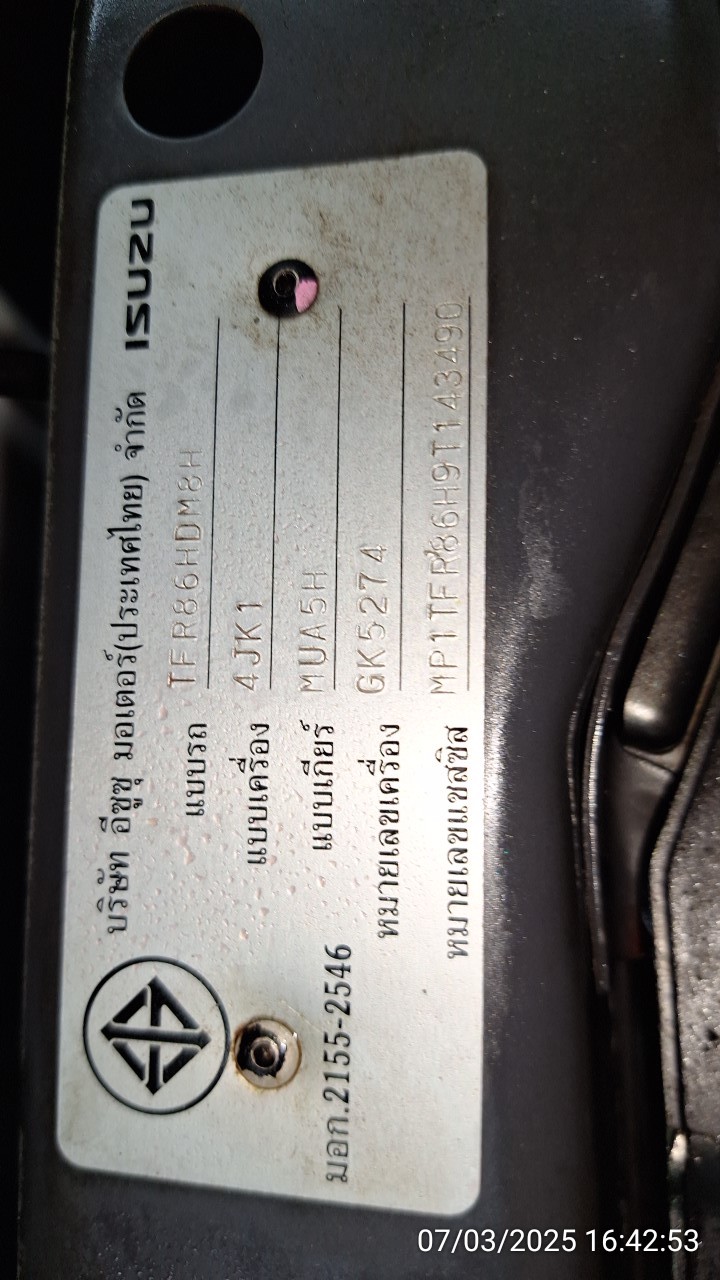 บริษัท อีซูซุ มอเตอร์(ประเทศไทย) จำกัด ISUZU
แบบรถ TFR86HDM8H
แบบเครื่อง 4JK1
แบบเกียร์ MUA5H
หมายเลขเครื่อง GK5274
หมายเลขแชสซิส MP1TFR86H9T143490
มอก.2155-2546
07/03/2025 16:42:53